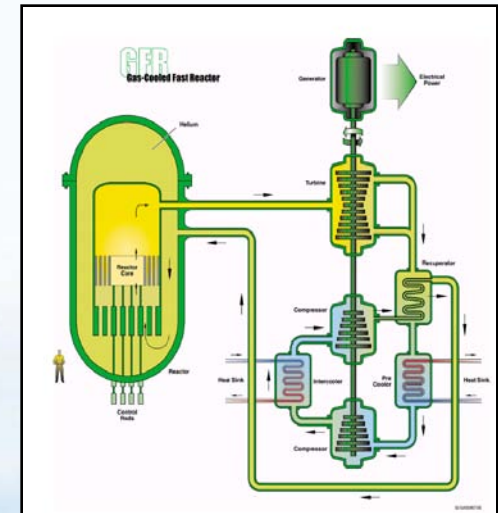 GFR
Gas-Cooled Fast Reactor
Generator
Electrical
Power
Helium
Turbine
Recuperator
Reactor
Core
Compressor
Heat Sink
Intercooler
Pre
Cooler
Heat Sink
Reactor
Control
Rods
Compressor